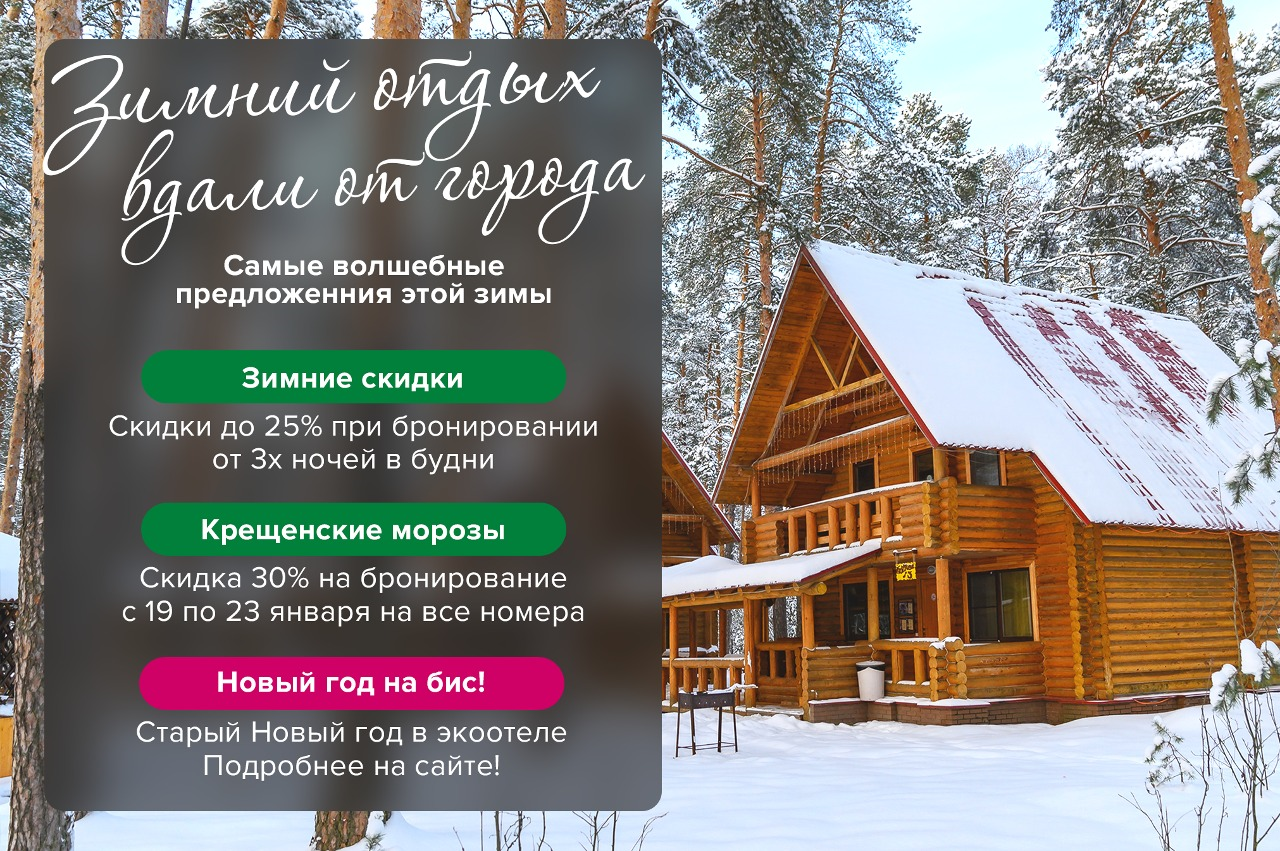 Зимний отдых
вдали от города
Самые волшебные
предложенния этой зимы
Зимние скидки
Скидки до 25% при бронировании
от 3х ночей в будни
Крещенские морозы
Скидка 30% на бронирование
с 19 по 23 января на все номера
Новый год на бис!
Старый Новый год в экоотеле
Подробнее на сайте!